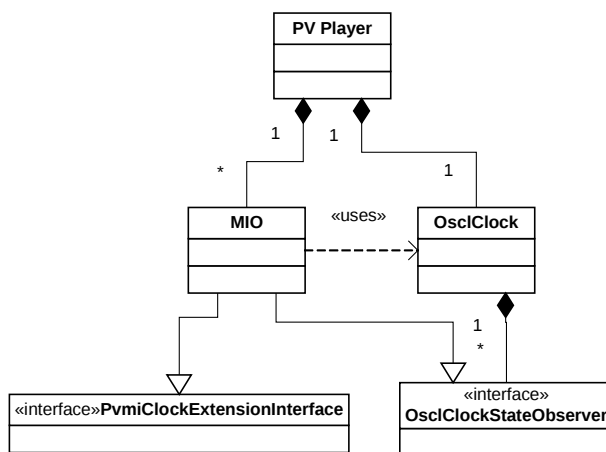 PV Player
1
1
*
1
MIO
«uses»
OsclClock
1
*
«interface»PvmiClockExtensionInterface
«interface»
OsclClockStateObserver